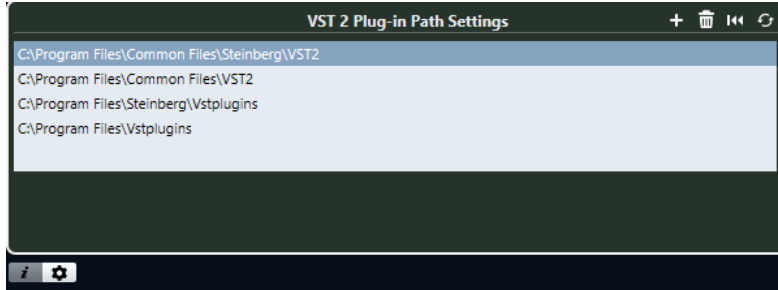 VST 2 Plug-in Path Settings
C:\Program Files\Common Files\Steinberg\VST2
C:\Program Files\Common Files\VST2
C:\Program Files\Steinberg\Vstplugins
C:\Program Files\Vstplugins
i